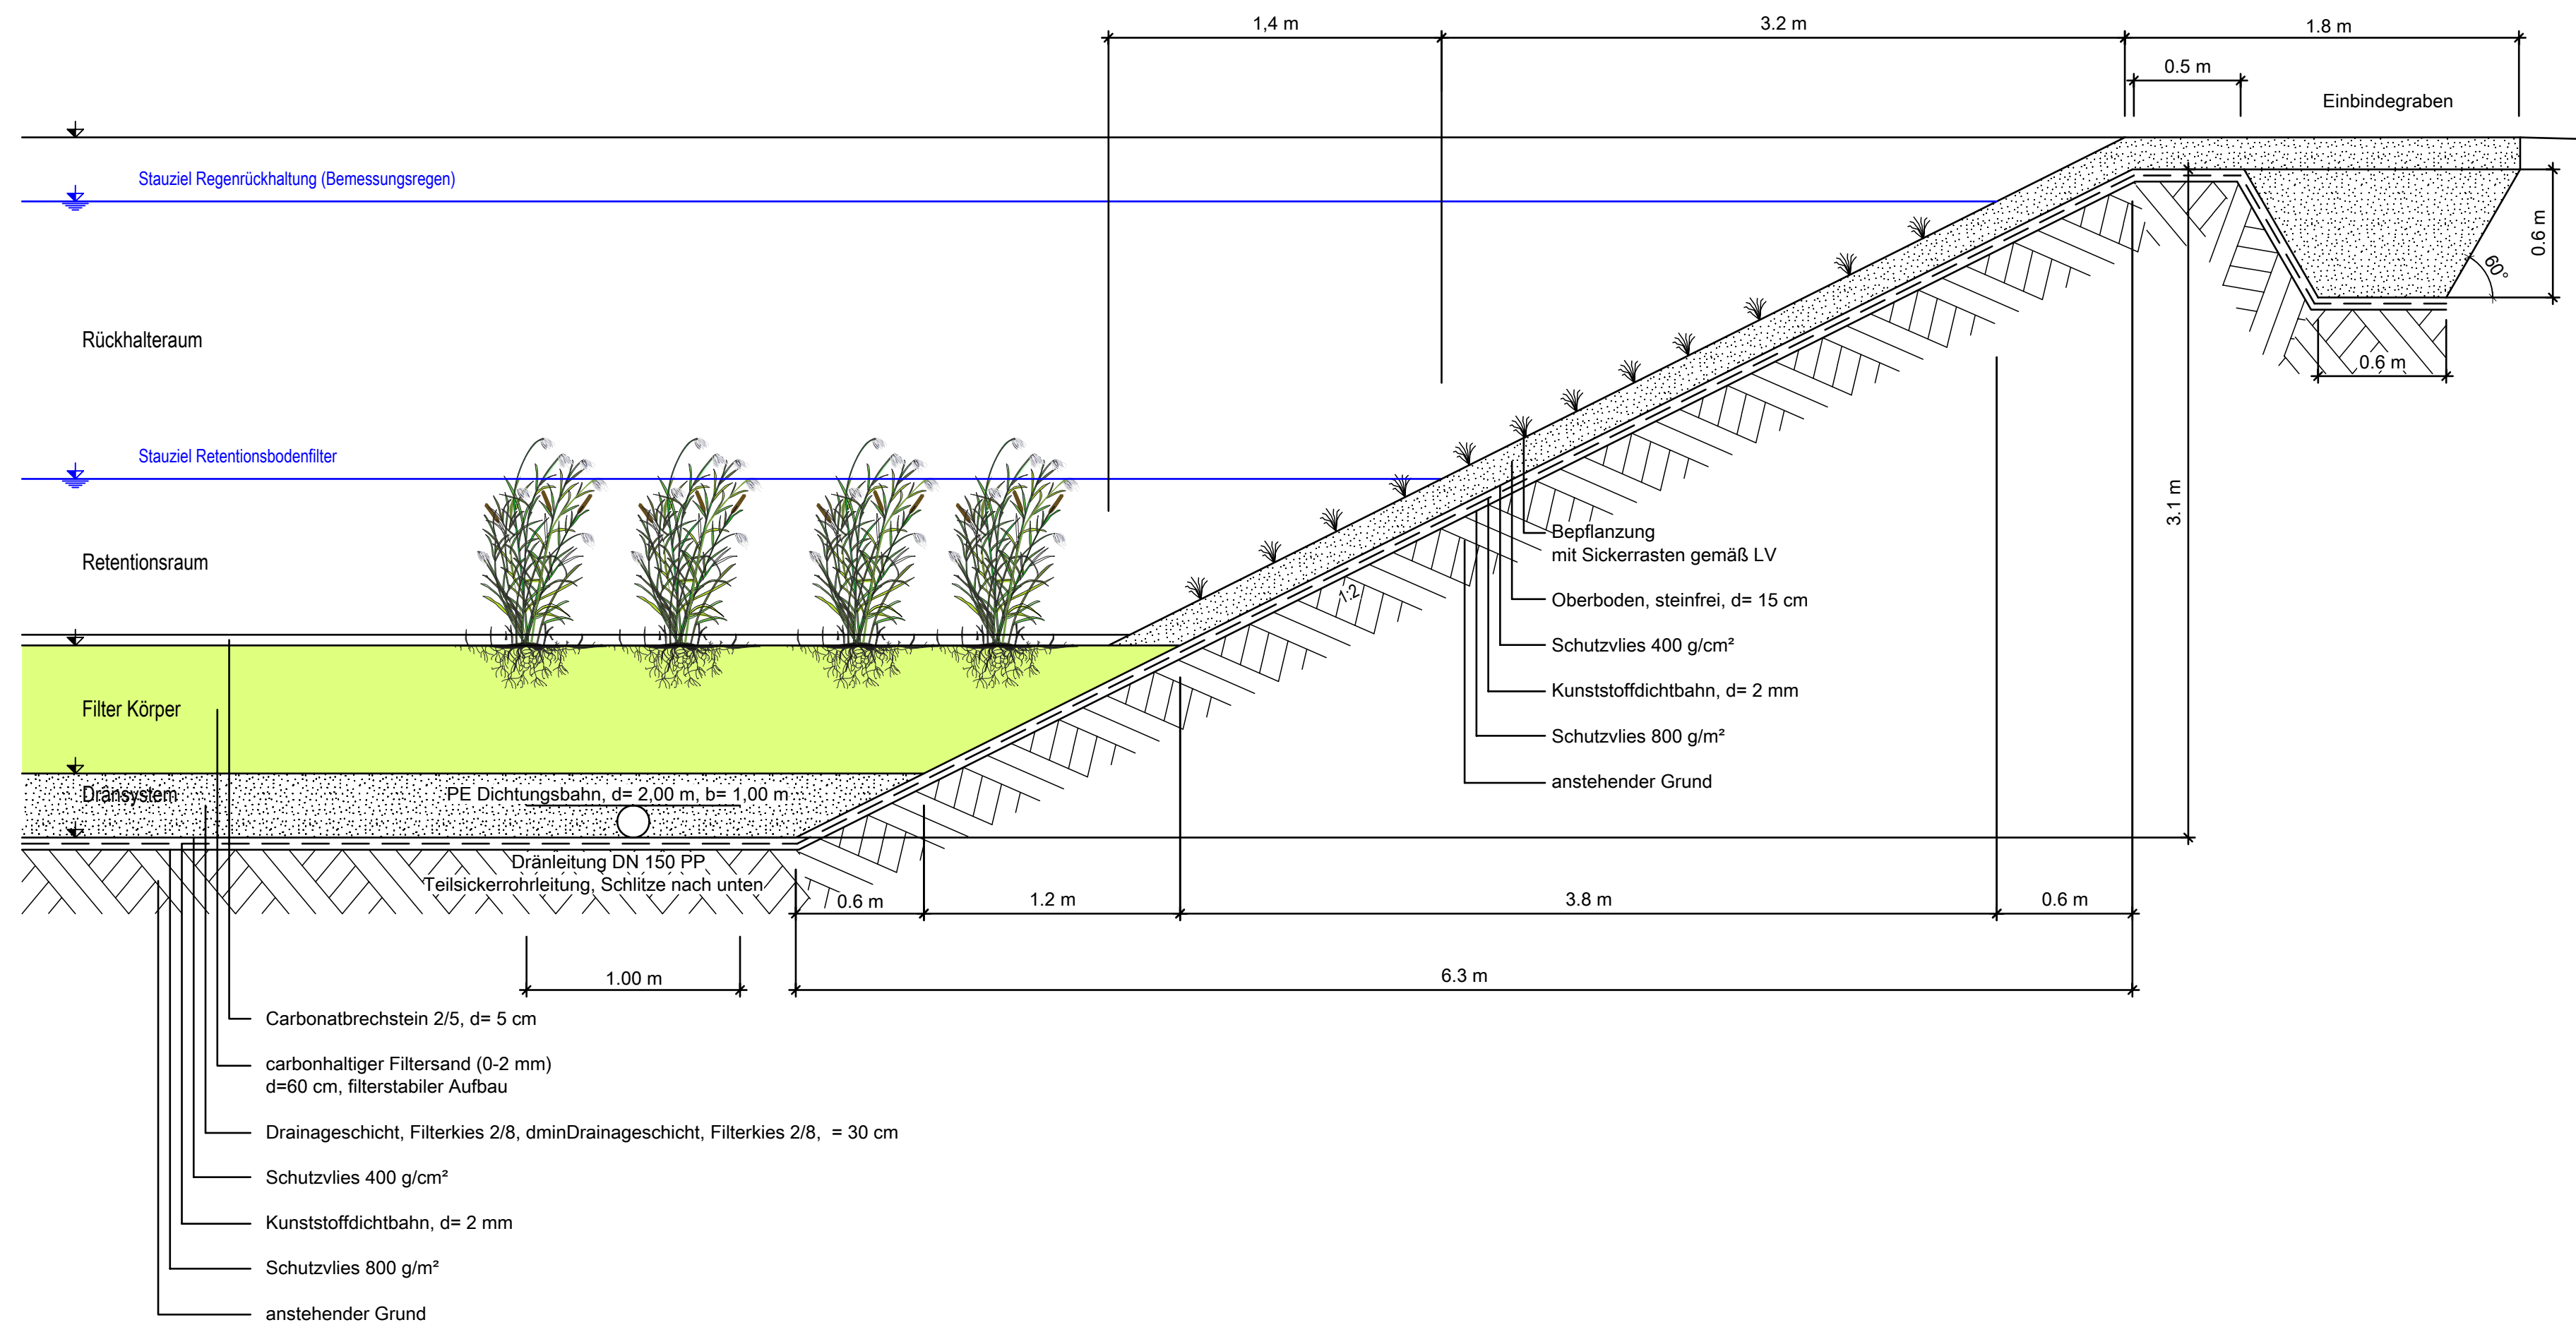 1,4 m
3.2 m
1.8 m
0.5 m
Einbindegraben
Stauziel Regenrückhaltung (Bemessungsregen)
0.6 m
60°
Rückhalteraum
0.6 m
Stauziel Retentionsbodenfilter
3.1 m
Retentionsraum
1:2
Bepflanzung
mit Sickerrasten gemäß LV
Oberboden, steinfrei, d= 15 cm
Schutzvlies 400 g/cm²
Kunststoffdichtbahn, d= 2 mm
Schutzvlies 800 g/m²
anstehender Grund
Filter Körper
Dränsystem
PE Dichtungsbahn, d= 2,00 m, b= 1,00 m
Dränleitung DN 150 PP
Teilsickerrohrleitung, Schlitze nach unten
0.6 m
1.2 m
3.8 m
0.6 m
1.00 m
6.3 m
Carbonatbrechstein 2/5, d= 5 cm
carbonhaltiger Filtersand (0-2 mm)
d=60 cm, filterstabiler Aufbau
Drainageschicht, Filterkies 2/8, dminDrainageschicht, Filterkies 2/8,  = 30 cm
Schutzvlies 400 g/cm²
Kunststoffdichtbahn, d= 2 mm
Schutzvlies 800 g/m²
anstehender Grund